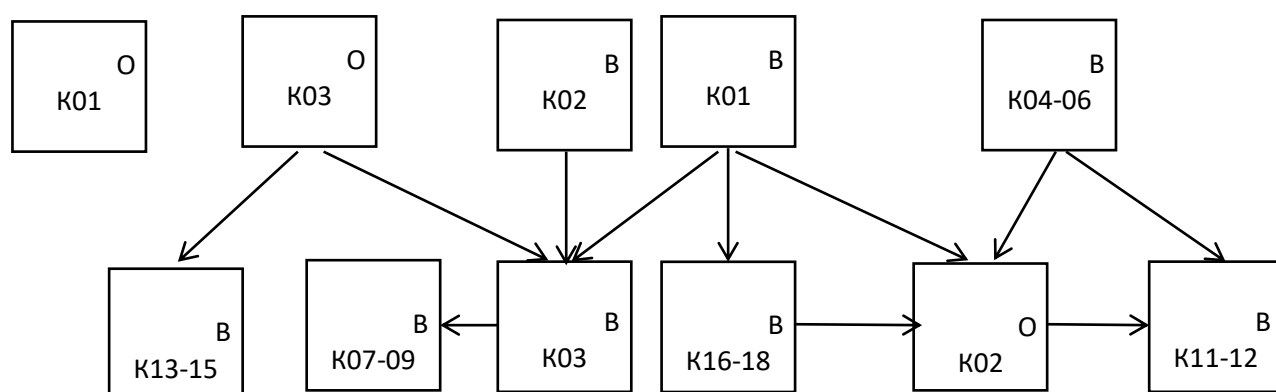 О
К01
О
К03
В
К02
В
К01
В
К04-06
В
К13-15
В
К07-09
В
К03
В
К16-18
О
К02
В
К11-12